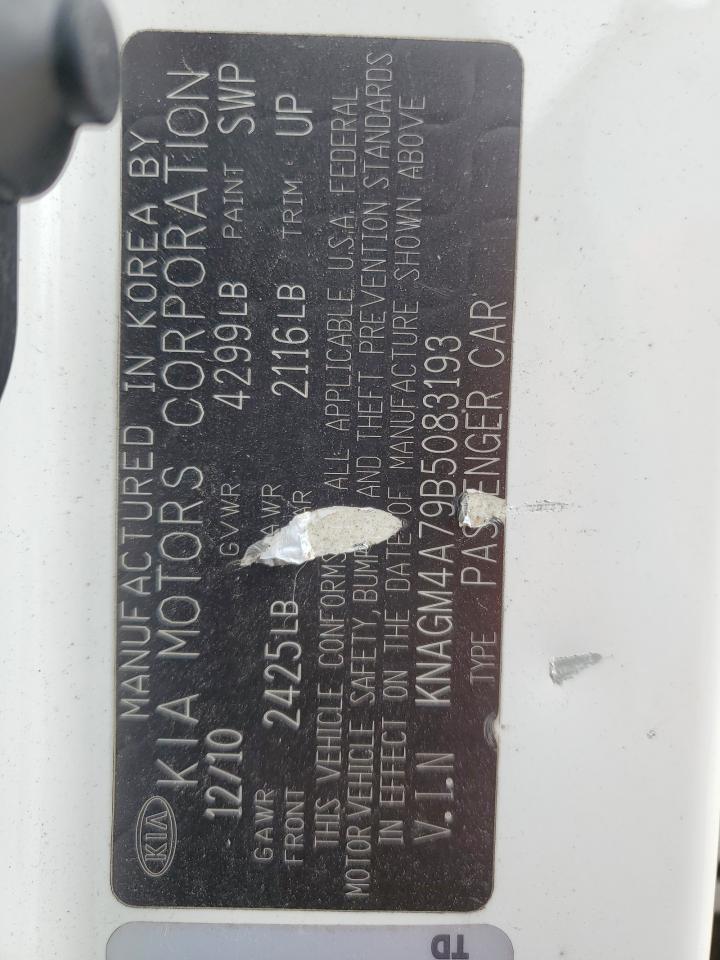 MANUFACTURED IN KOREA BY
KIA KIA MOTORS CORPORATION
12/10 GVWR 4299LB PAINT SWP
GAWR FRONT 2425LB 2116LB TRIM UP
THIS VEHICLE CONFORMS ALL APPLICABLE U.S.A. FEDERAL
MOTOR VEHICLE SAFETY, AND THEFT PREVENTION STANDARDS
IN EFFECT ON THE DATE OF MANUFACTURE SHOWN ABOVE
V.I.N KNAGM4A79B5083193
TYPE PASSENGER CAR
TD